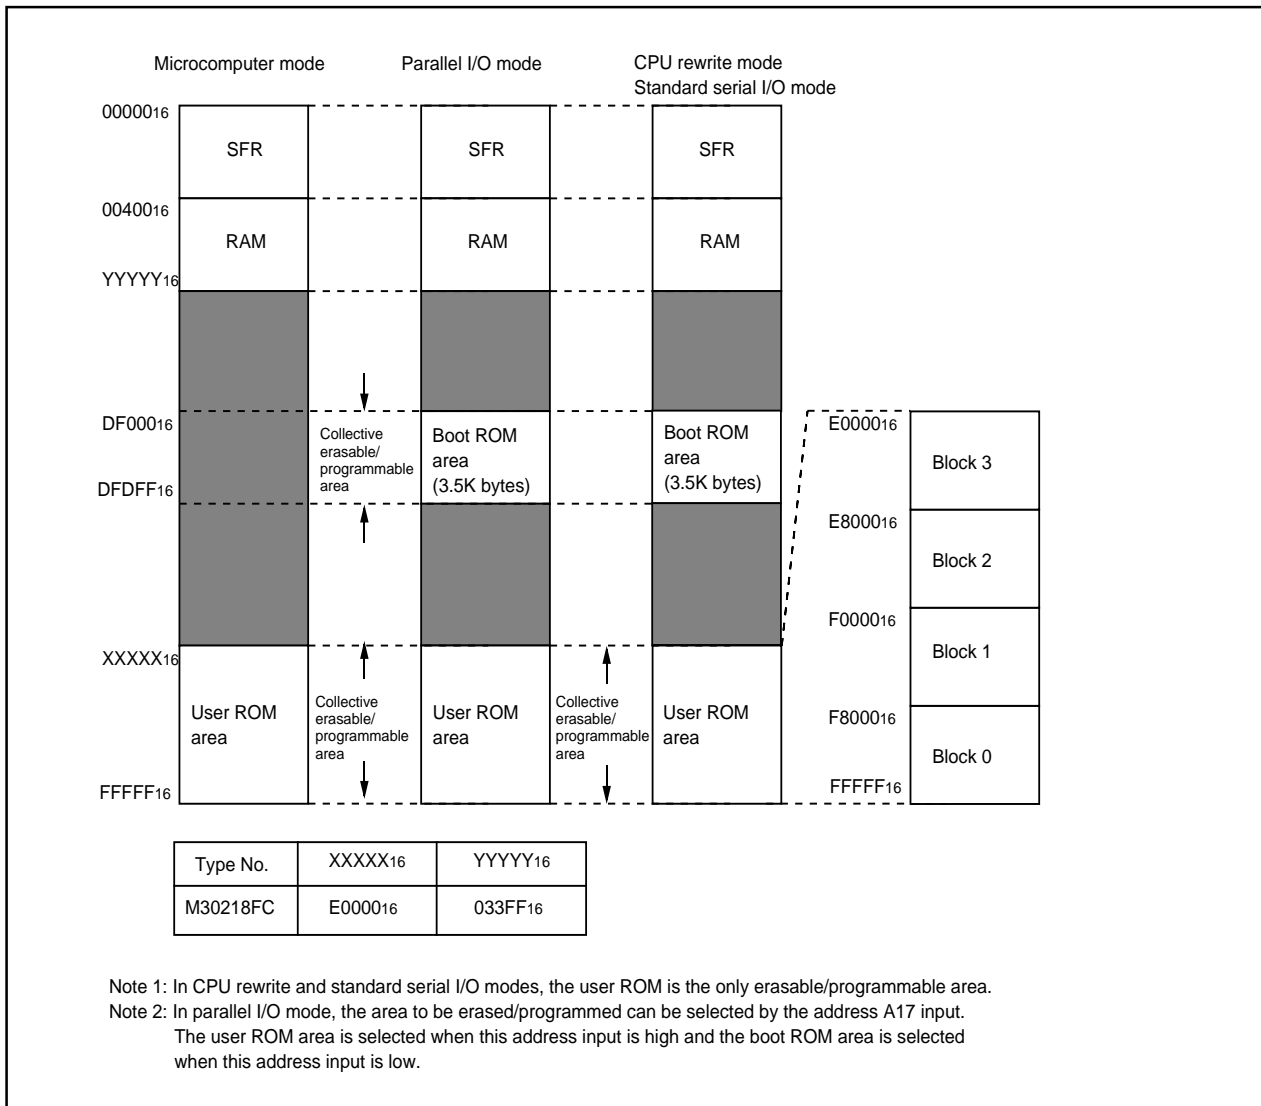 Microcomputer mode
Parallel I/O mode
CPU rewrite mode
Standard serial I/O mode
0000016
SFR
SFR
SFR
0040016
RAM
RAM
RAM
YYYYY16
DF00016
Collective
erasable/
programmable
area
Boot ROM
area
(3.5K bytes)
Boot ROM
area
(3.5K bytes)
DFDFF16
E000016
Block 3
E800016
Block 2
F000016
Block 1
F800016
Block 0
FFFFF16
XXXXX16
User ROM
area
Collective
erasable/
programmable
area
User ROM
area
Collective
erasable/
programmable
area
User ROM
area
FFFFF16
Type No.
XXXXX16
YYYYY16
M30218FC
E000016
033FF16
Note 1: In CPU rewrite and standard serial I/O modes, the user ROM is the only erasable/programmable area.
Note 2: In parallel I/O mode, the area to be erased/programmed can be selected by the address A17 input.
The user ROM area is selected when this address input is high and the boot ROM area is selected
when this address input is low.